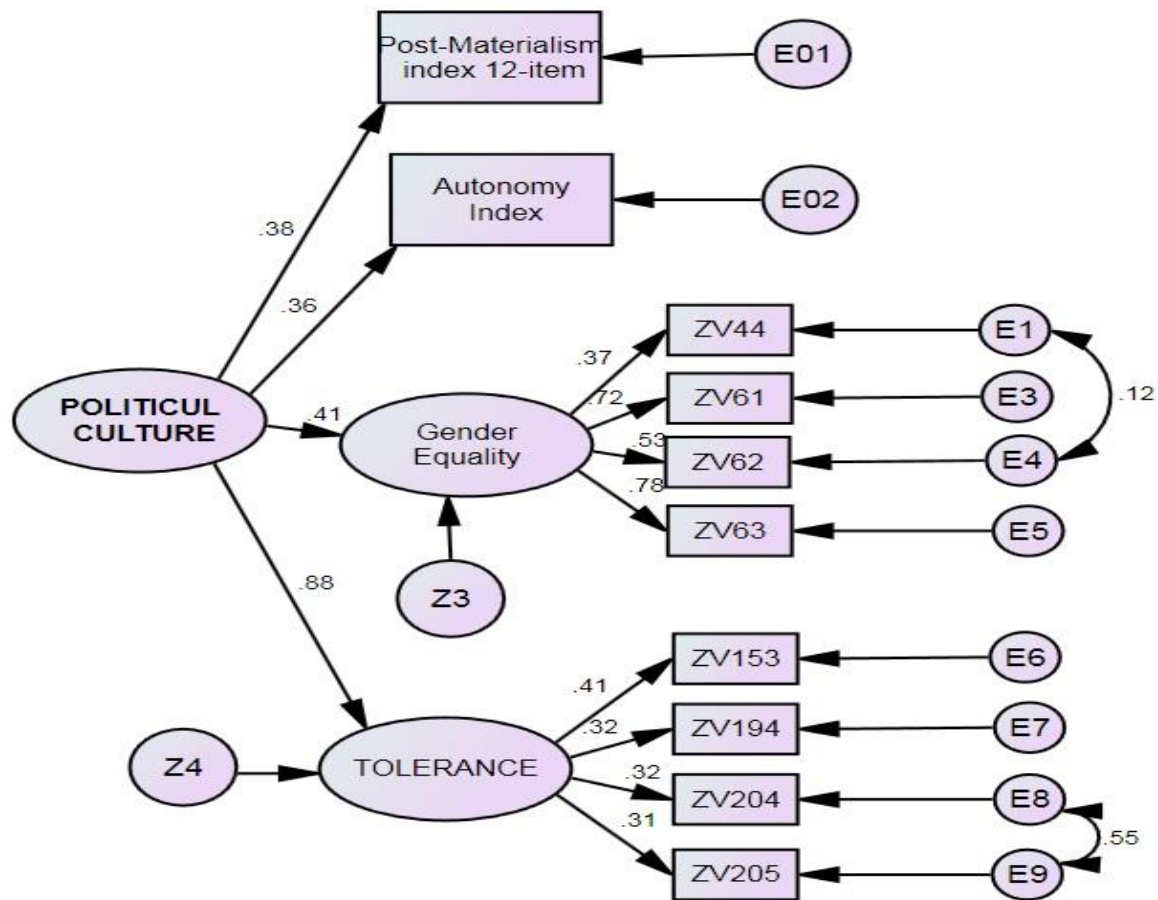 Post-Materialism
index 12-item
E01
Autonomy
Index
E02
.38
.36
POLITICUL
CULTURE
.41
Gender
Equality
.37
ZV44
E1
.72
ZV61
E3
.12
.53
ZV62
E4
.78
ZV63
E5
Z3
.88
ZV153
E6
.41
.32
ZV194
E7
Z4
TOLERANCE
.32
ZV204
E8
.31
.55
ZV205
E9